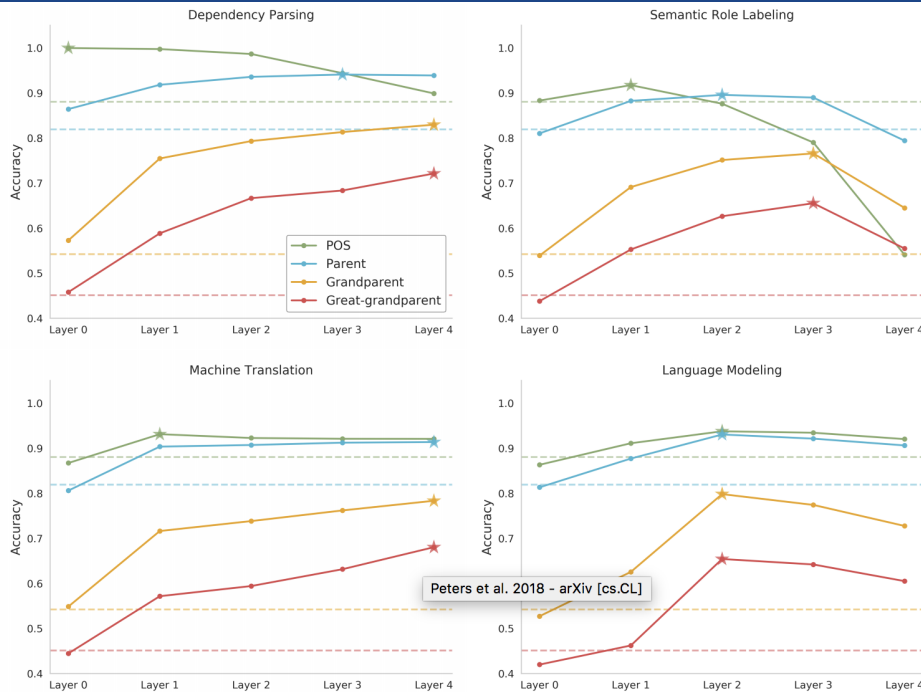 Dependency Parsing
1.0
0.9
0.8
0.7
0.6
0.5
0.4
Accuracy
POS
Parent
Grandparent
Great-grandparent
Layer 0 Layer 1 Layer 2 Layer 3 Layer 4
Semantic Role Labeling
1.0
0.9
0.8
0.7
0.6
0.5
0.4
Accuracy
Layer 0 Layer 1 Layer 2 Layer 3 Layer 4
Machine Translation
1.0
0.9
0.8
0.7
0.6
0.5
0.4
Accuracy
Layer 0 Layer 1 Layer 2 Layer 3 Layer 4
Language Modeling
1.0
0.9
0.8
0.7
0.6
0.5
0.4
Accuracy
Peters et al. 2018 - arXiv [cs.CL]
Layer 0 Layer 1 Layer 2 Layer 3 Layer 4